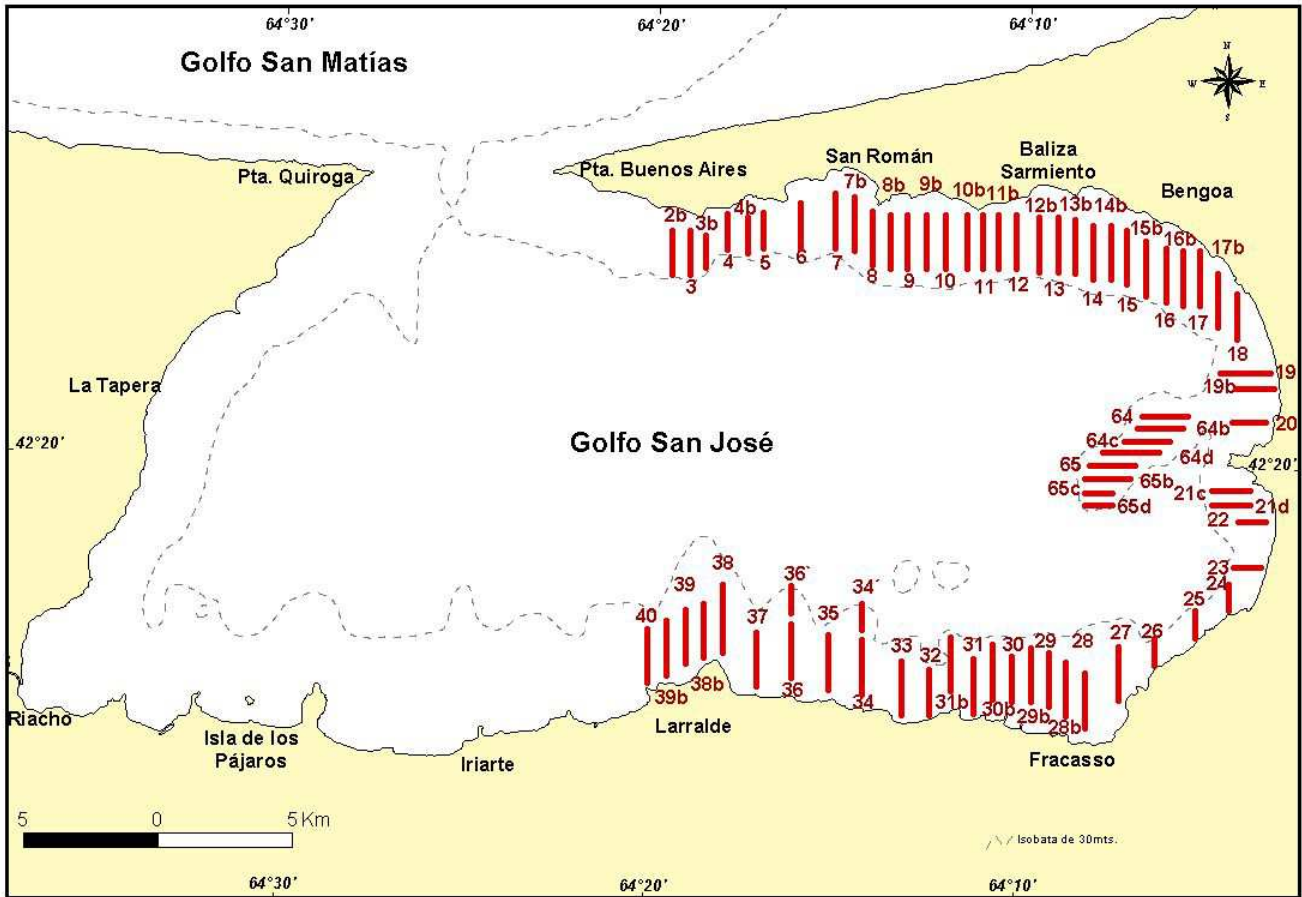 64°30'
64°20'
64°10'
Golfo San Matías
N
W
E
S
Pta. Quiroga
Pta. Buenos Aires
San Román
Baliza
Sarmiento
Bengoa
7b
8b
9b
10b
11b
12b
13b
14b
15b
16b
17b
2b
3b
4b
3
4
5
6
7
8
9
10
11
12
13
14
15
16
17
18
19
19b
20
La Tapera
42°20'
Golfo San José
64
64b
64c
64d
65
65b
65c
65d
42°20'
21c
21d
22
23
24
25
26
27
28
29
30
31
32
33
34´
35
36`
37
38
39
40
39b
38b
36
34
31b
30b
29b
28b
Riacho
Isla de los
Pájaros
Iriarte
Larralde
Fracasso
5
0
5 Km
Isobata de 30mts.
64°30'
64°20'
64°10'